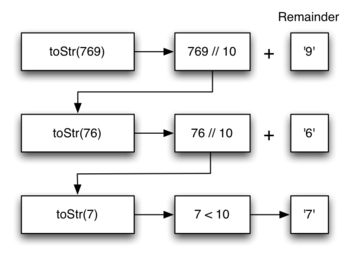 Remainder
toStr(769) 769 // 10 + '9'
toStr(76) 76 // 10 + '6'
toStr(7) 7 < 10 '7'